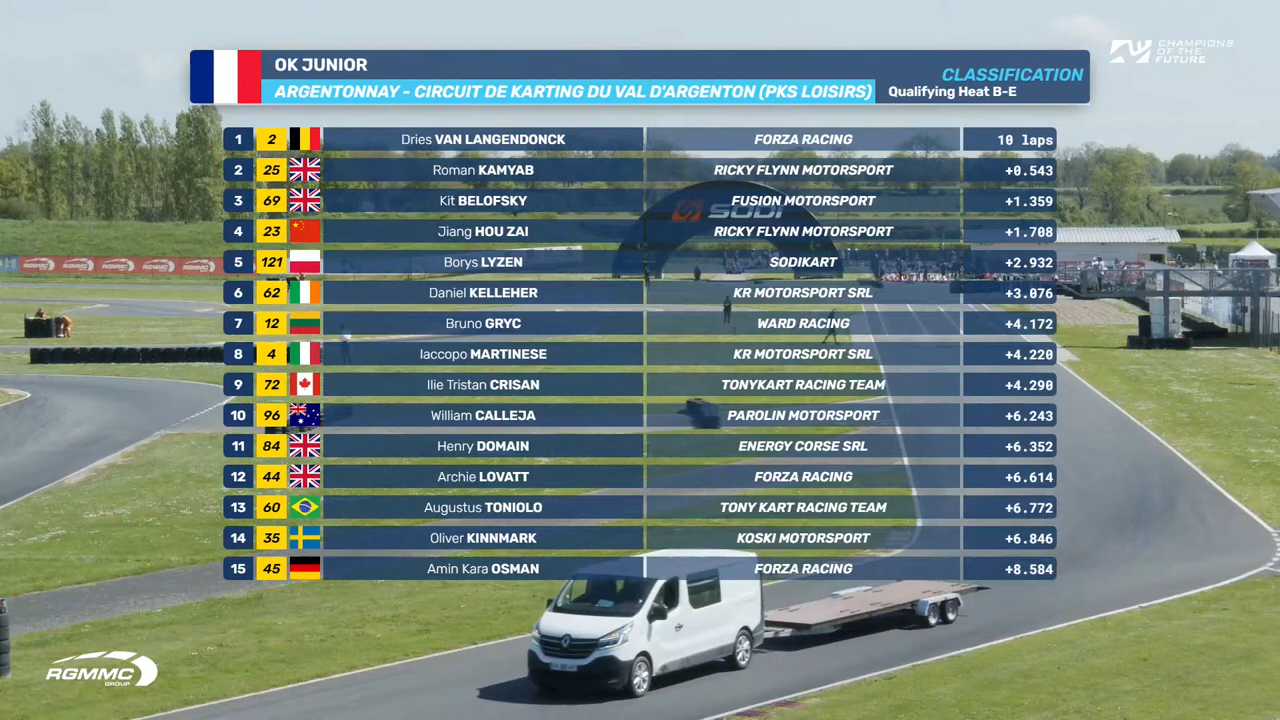 OK JUNIOR
ARGENTONNAY - CIRCUIT DE KARTING DU VAL D'ARGENTON (PKS LOISIRS)
CLASSIFICATION
Qualifying Heat B-E
CHAMPIONS
OF THE
FUTURE
1 2 Dries VAN LANGENDONCK FORZA RACING 10 laps
2 25 Roman KAMYAB RICKY FLYNN MOTORSPORT +0.543
3 69 Kit BELOFSKY FUSION MOTORSPORT +1.359
4 23 Jiang HOU ZAI RICKY FLYNN MOTORSPORT +1.708
5 121 Borys LYZEN SODIKART +2.932
6 62 Daniel KELLEHER KR MOTORSPORT SRL +3.076
7 12 Bruno GRYC WARD RACING +4.172
8 4 Iaccopo MARTINESE KR MOTORSPORT SRL +4.220
9 72 Ilie Tristan CRISAN TONYKART RACING TEAM +4.290
10 96 William CALLEJA PAROLIN MOTORSPORT +6.243
11 84 Henry DOMAIN ENERGY CORSE SRL +6.352
12 44 Archie LOVATT FORZA RACING +6.614
13 60 Augustus TONIOLO TONY KART RACING TEAM +6.772
14 35 Oliver KINNMARK KOSKI MOTORSPORT +6.846
15 45 Amin Kara OSMAN FORZA RACING +8.584
SODI
RGMMC
GROUP